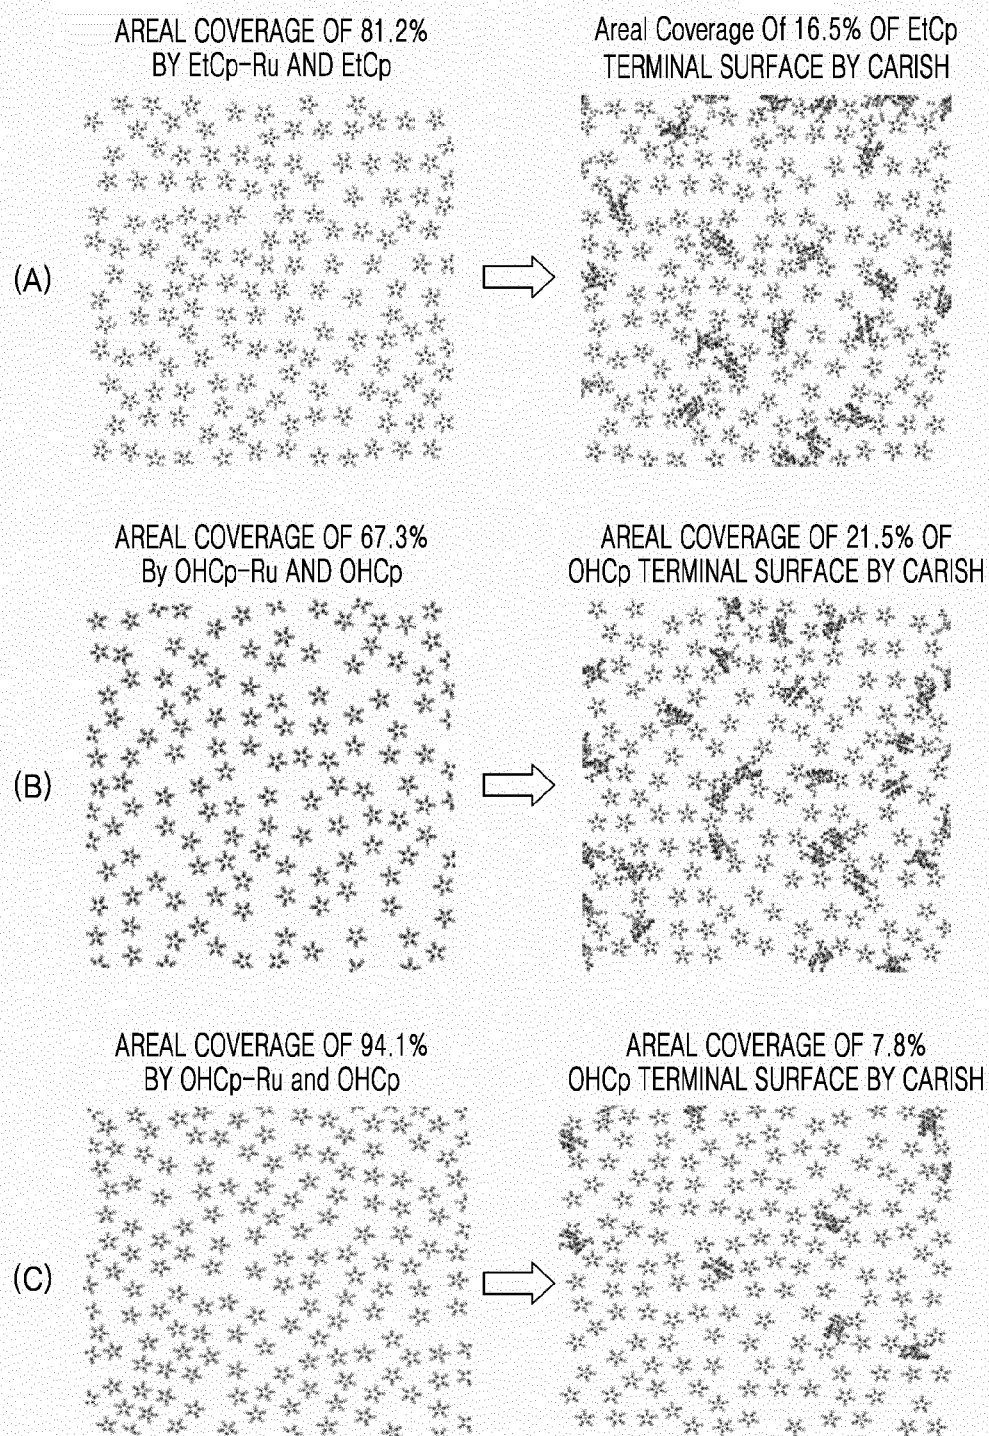 AREAL COVERAGE OF 81.2%
BY EtCp-Ru AND EtCp
Areal Coverage Of 16.5% OF EtCp
TERMINAL SURFACE BY CARISH
(A)
AREAL COVERAGE OF 67.3%
By OHCp-Ru AND OHCp
AREAL COVERAGE OF 21.5% OF
OHCp TERMINAL SURFACE BY CARISH
(B)
AREAL COVERAGE OF 94.1%
BY OHCp-Ru and OHCp
AREAL COVERAGE OF 7.8%
OHCp TERMINAL SURFACE BY CARISH
(C)